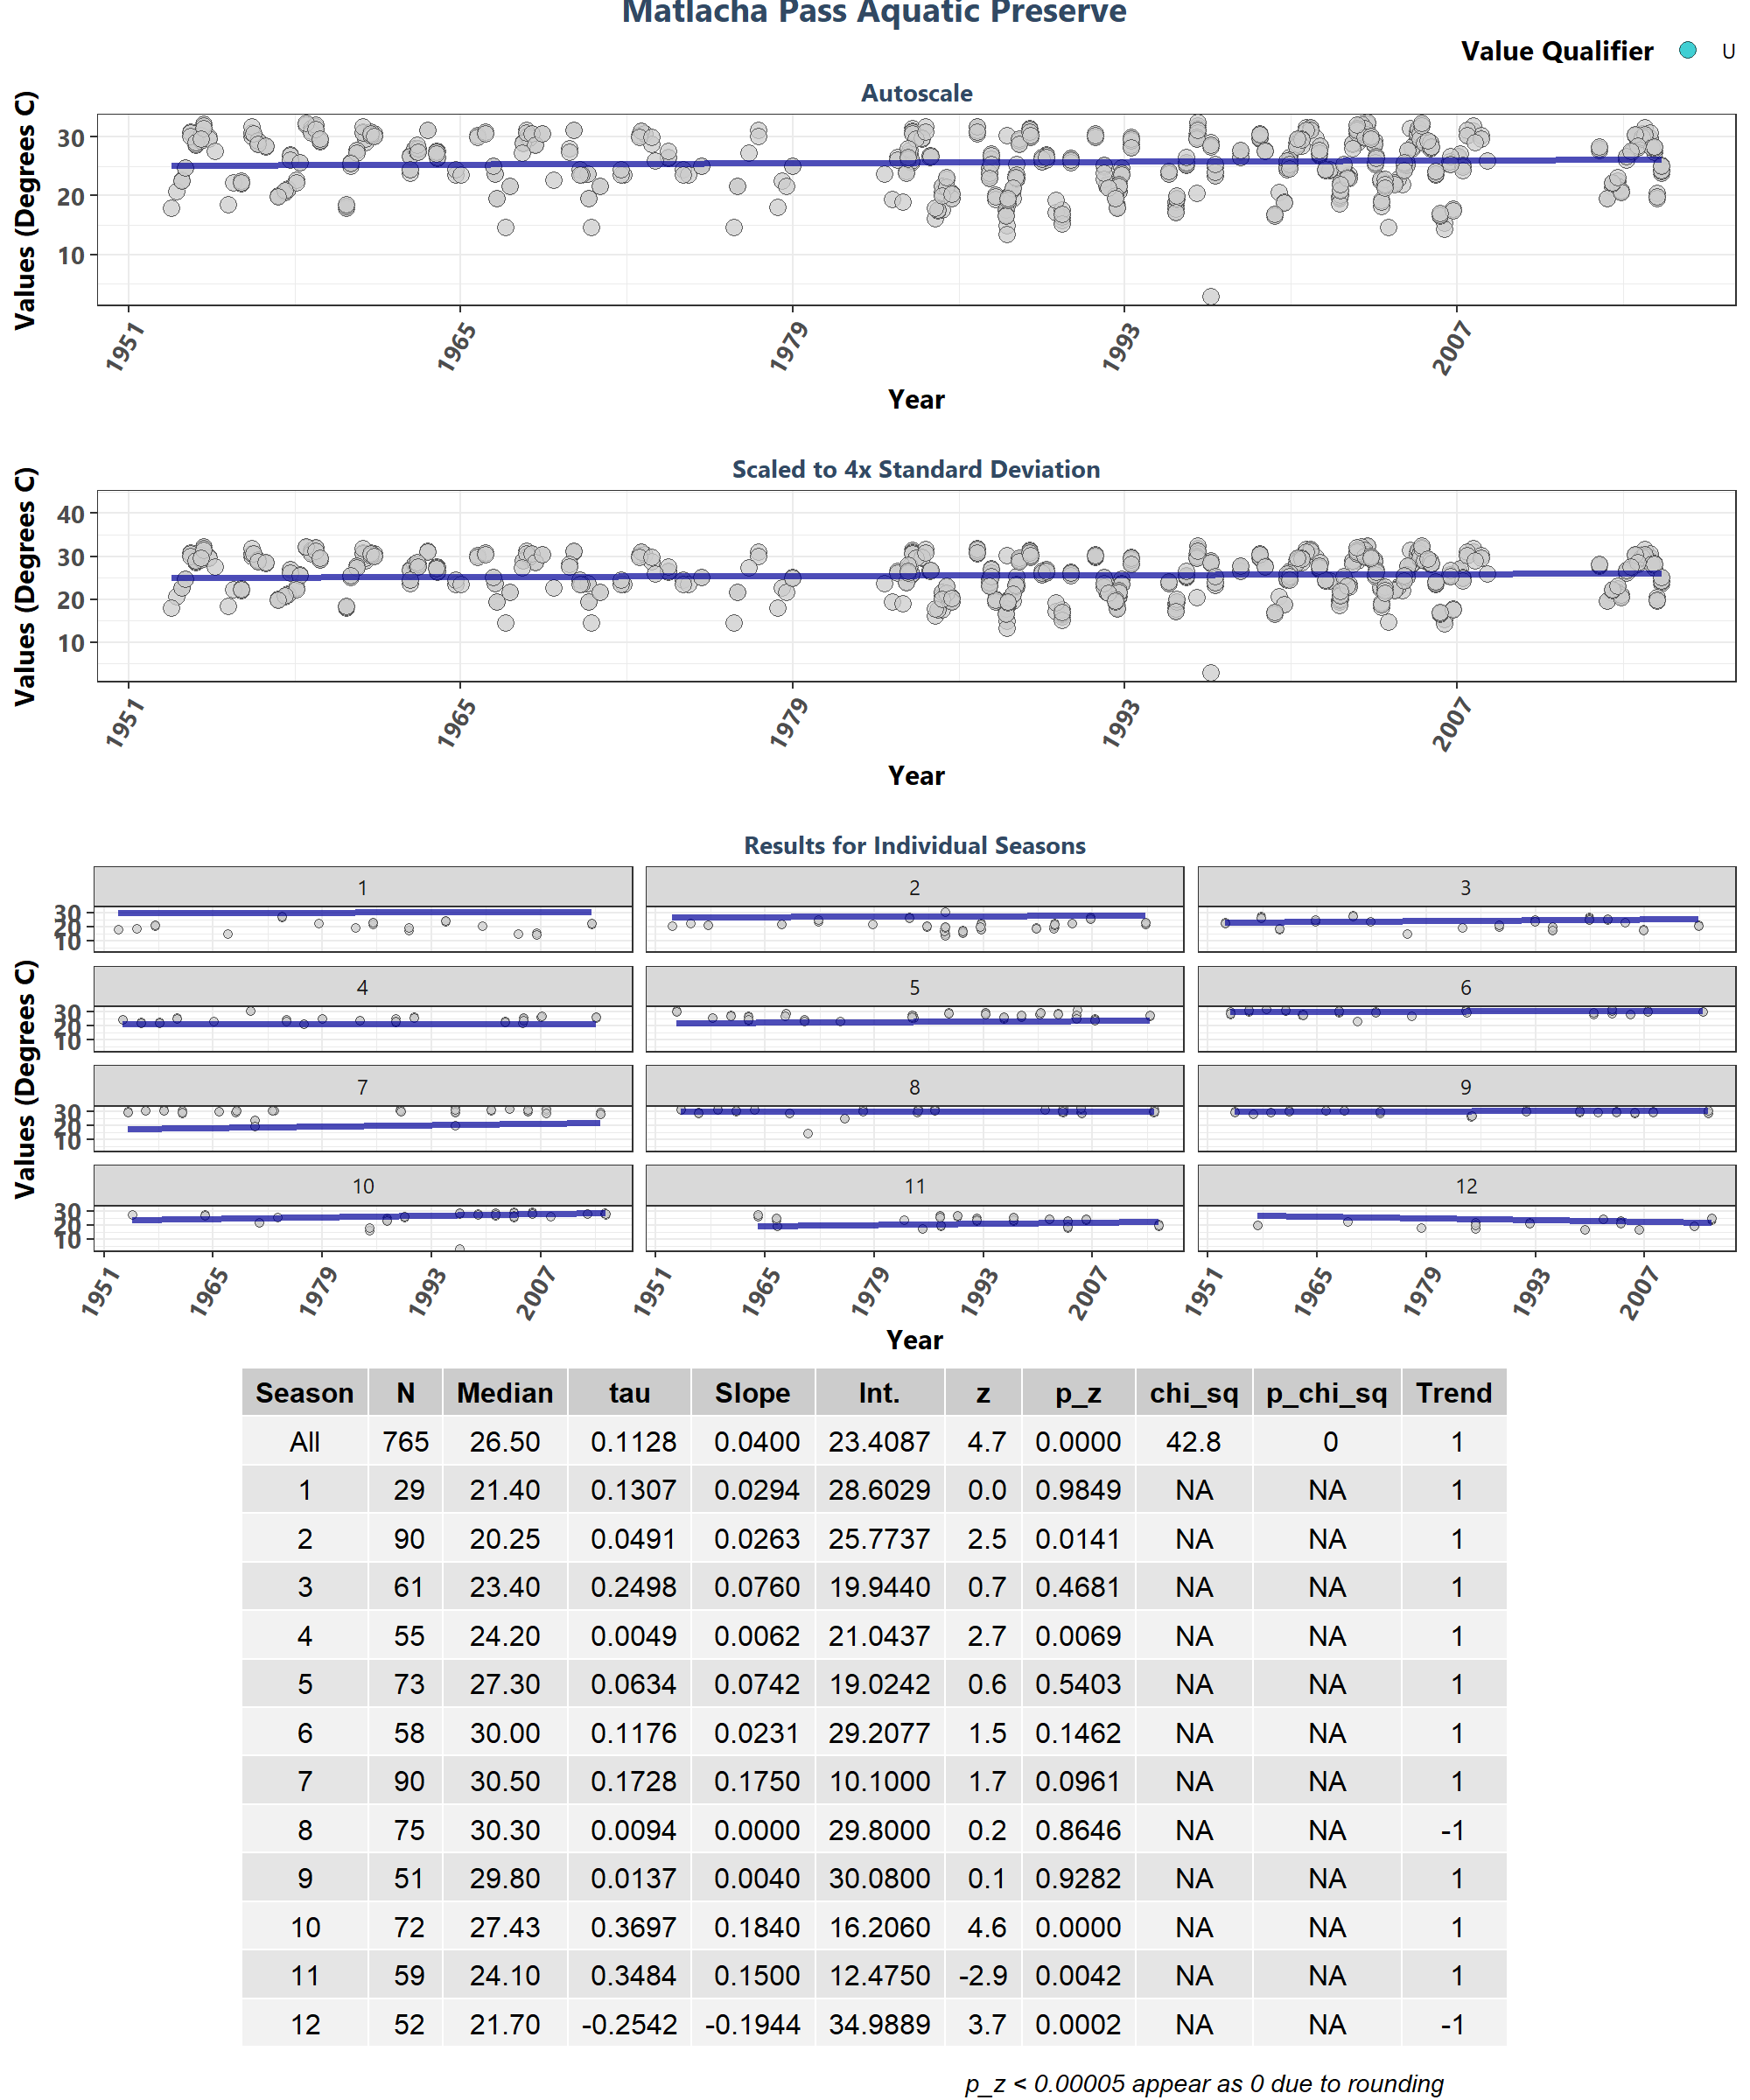 Matlacha Pass Aquatic Preserve
Value Qualifier U
Autoscale
Values (Degrees C)
30
20
10
1951 1965 1979 1993 2007
Year
Scaled to 4x Standard Deviation
Values (Degrees C)
40
30
20
10
1951 1965 1979 1993 2007
Year
Results for Individual Seasons
Values (Degrees C)
1 2 3
30
20
10
4 5 6
30
20
10
7 8 9
30
20
10
10 11 12
30
20
10
1951 1965 1979 1993 2007 1951 1965 1979 1993 2007 1951 1965 1979 1993 2007
Year
Season N Median tau Slope Int. z p_z chi_sq p_chi_sq Trend
All 765 26.50 0.1128 0.0400 23.4087 4.7 0.0000 42.8 0 1
1 29 21.40 0.1307 0.0294 28.6029 0.0 0.9849 NA NA 1
2 90 20.25 0.0491 0.0263 25.7737 2.5 0.0141 NA NA 1
3 61 23.40 0.2498 0.0760 19.9440 0.7 0.4681 NA NA 1
4 55 24.20 0.0049 0.0062 21.0437 2.7 0.0069 NA NA 1
5 73 27.30 0.0634 0.0742 19.0242 0.6 0.5403 NA NA 1
6 58 30.00 0.1176 0.0231 29.2077 1.5 0.1462 NA NA 1
7 90 30.50 0.1728 0.1750 10.1000 1.7 0.0961 NA NA 1
8 75 30.30 0.0094 0.0000 29.8000 0.2 0.8646 NA NA -1
9 51 29.80 0.0137 0.0040 30.0800 0.1 0.9282 NA NA 1
10 72 27.43 0.3697 0.1840 16.2060 4.6 0.0000 NA NA 1
11 59 24.10 0.3484 0.1500 12.4750 -2.9 0.0042 NA NA 1
12 52 21.70 -0.2542 -0.1944 34.9889 3.7 0.0002 NA NA -1
p_z < 0.00005 appear as 0 due to rounding